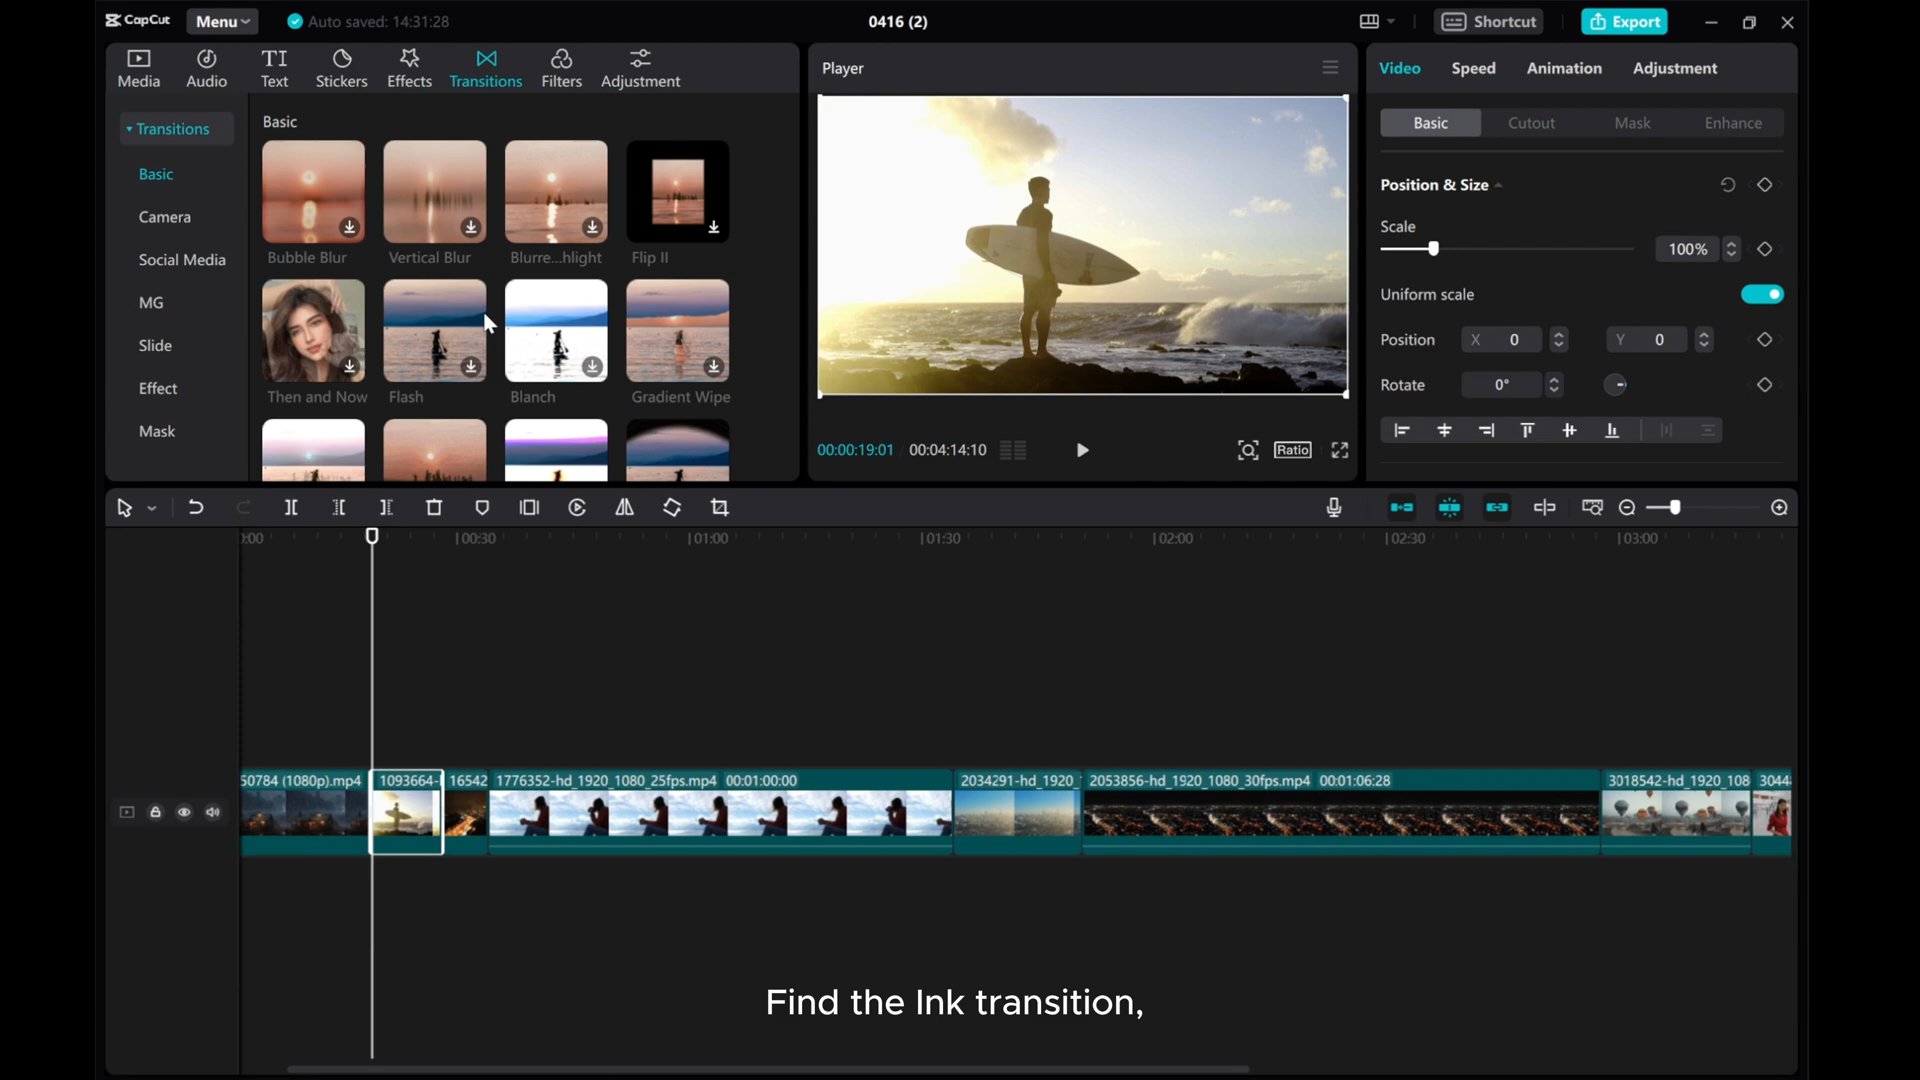 CapCut
Menu
Auto saved: 14:31:28
0416 (2)
Shortcut
Export
Media
Audio
TI
Text
Stickers
Effects
Transitions
Filters
Adjustment
Player
Video
Speed
Animation
Adjustment
Transitions
Basic
Camera
Social Media
MG
Slide
Effect
Mask
Basic
Bubble Blur
Vertical Blur
Blurre...hlight
Flip II
Then and Now
Flash
Blanch
Gradient Wipe
00:00:19:01
00:04:14:10
Ratio
Basic
Cutout
Mask
Enhance
Position & Size
Scale
100%
Uniform scale
Position
X 0
Y 0
Rotate
0°
0:00
00:30
01:00
01:30
02:00
02:30
03:00
50784 (1080p).mp4
1093664-
16542
1776352-hd_1920_1080_25fps.mp4 00:01:00:00
2034291-hd_1920_
2053856-hd_1920_1080_30fps.mp4 00:01:06:28
3018542-hd_1920_108
3044
Find the Ink transition,